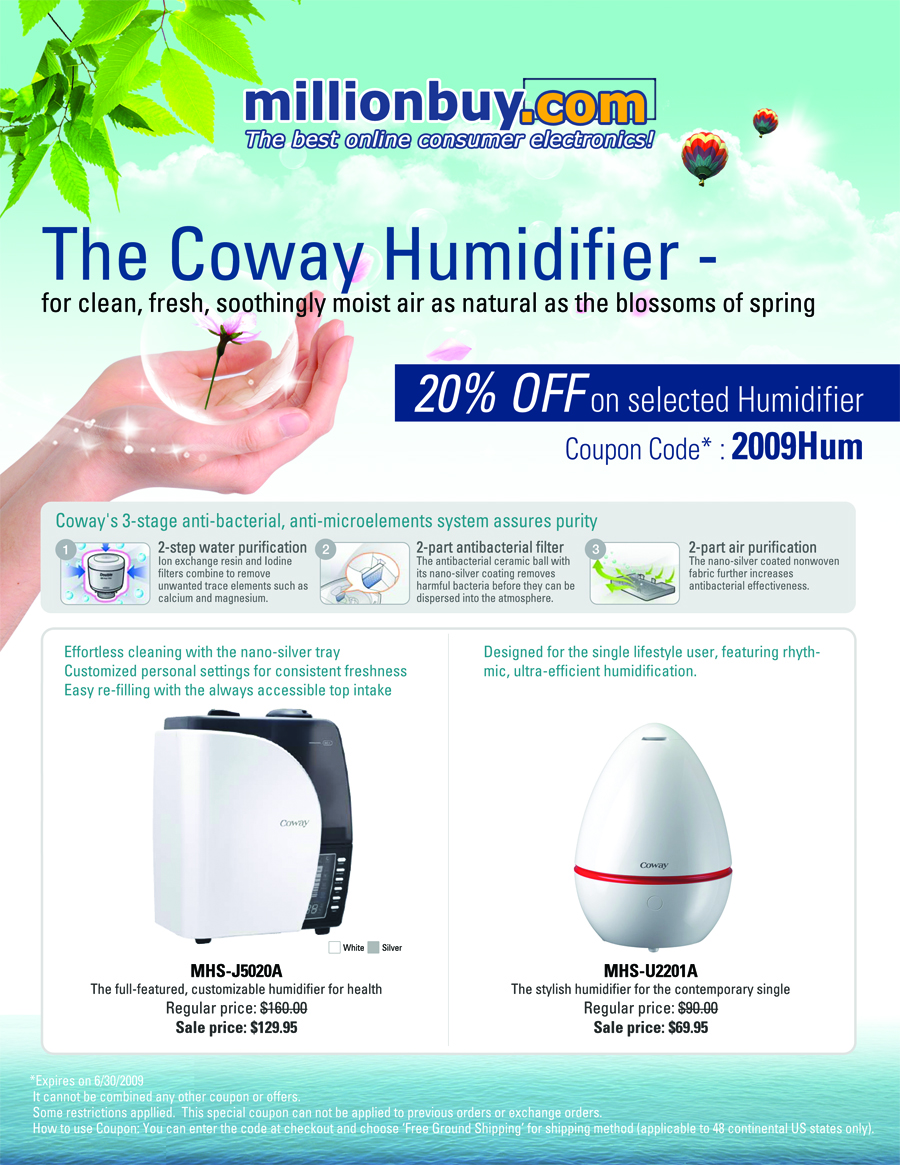 millionbuy.com
The best online consumer electronics!
The Coway Humidifier -
for clean, fresh, soothingly moist air as natural as the blossoms of spring
20% OFF on selected Humidifier
Coupon Code* : 2009Hum
Coway's 3-stage anti-bacterial, anti-microelements system assures purity
1
2-step water purification
Ion exchange resin and Iodine
filters combine to remove
unwanted trace elements such as
calcium and magnesium.
2
2-part antibacterial filter
The antibacterial ceramic ball with
its nano-silver coating removes
harmful bacteria before they can be
dispersed into the atmosphere.
3
2-part air purification
The nano-silver coated nonwoven
fabric further increases
antibacterial effectiveness.
Effortless cleaning with the nano-silver tray
Customized personal settings for consistent freshness
Easy re-filling with the always accessible top intake
Coway
White Silver
MHS-J5020A
The full-featured, customizable humidifier for health
Regular price: $160.00
Sale price: $129.95
Designed for the single lifestyle user, featuring rhyth-
mic, ultra-efficient humidification.
Coway
MHS-U2201A
The stylish humidifier for the contemporary single
Regular price: $90.00
Sale price: $69.95
*Expires on 6/30/2009
It cannot be combined any other coupon or offers.
Some restrictions appllied. This special coupon can not be applied to previous orders or exchange orders.
How to use Coupon: You can enter the code at checkout and choose 'Free Ground Shipping' for shipping method (applicable to 48 continental US states only).